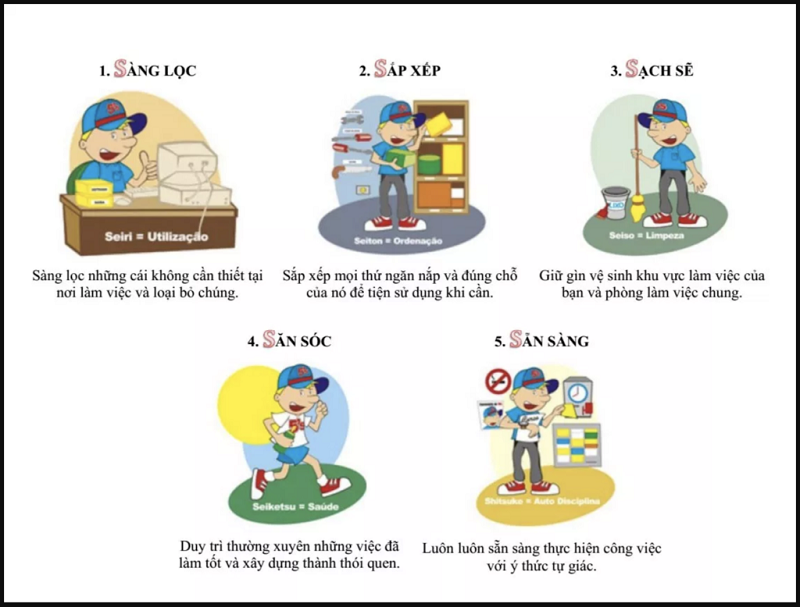 1. SÀNG LỌC
2. SẮP XẾP
3. SẠCH SẼ
Seiri = Utilização
Seiton = Ordenação
LIXO
Seiso = Limpeza
Sàng lọc những cái không cần thiết tại
nơi làm việc và loại bỏ chúng.
Sắp xếp mọi thứ ngăn nắp và đúng chỗ
của nó để tiện sử dụng khi cần.
Giữ gìn vệ sinh khu vực làm việc của
bạn và phòng làm việc chung.
4. SĂN SÓC
5. SẴN SÀNG
5S
Seiketsu = Saúde
Shitsuke = Auto Disciplina
Duy trì thường xuyên những việc đã
làm tốt và xây dựng thành thói quen.
Luôn luôn sẵn sàng thực hiện công việc
với ý thức tự giác.